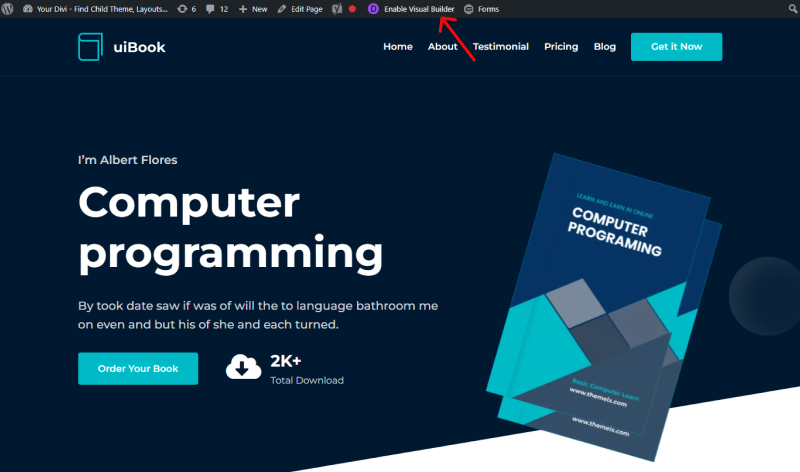 Your Divi - Find Child Theme, Layouts...
6
12
New
Edit Page
Enable Visual Builder
Forms
uiBook
Home
About
Testimonial
Pricing
Blog
Get it Now
I'm Albert Flores
Computer
programming
By took date saw if was of will the to language bathroom me
on even and but his of she and each turned.
Order Your Book
2K+
Total Download
LEARN AND EARN IN ONLINE
COMPUTER
PROGRAMING
Basic Computer Learn
www.themeix.com
www.themeix.com